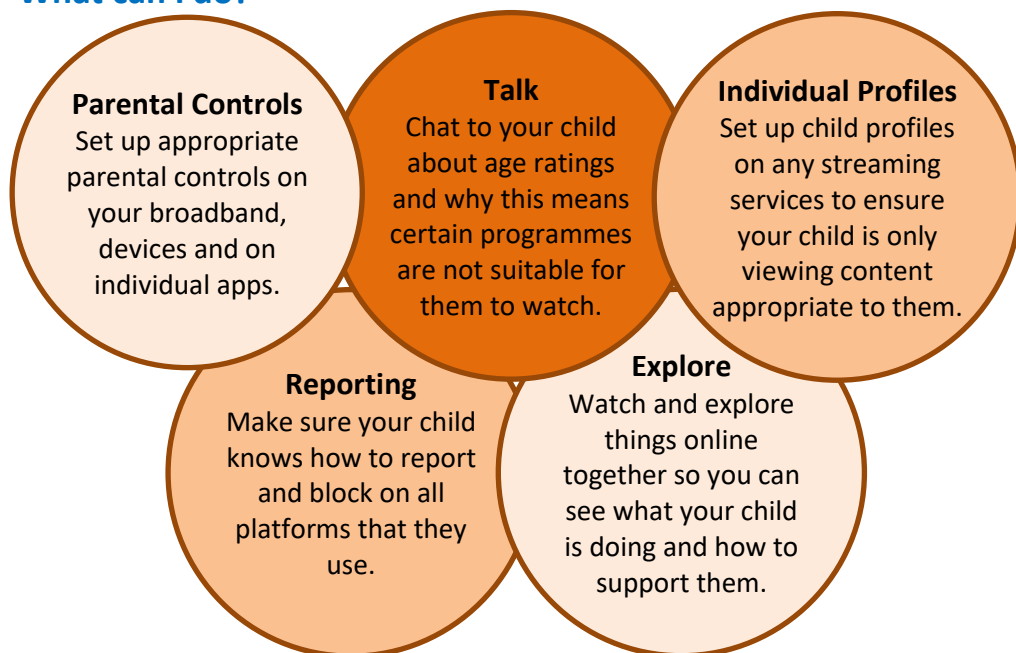 What can I do?
Parental Controls
Set up appropriate
parental controls on
your broadband,
devices and on
individual apps.
Talk
Chat to your child
about age ratings
and why this means
certain programmes
are not suitable for
them to watch.
Individual Profiles
Set up child profiles
on any streaming
services to ensure
your child is only
viewing content
appropriate to them.
Reporting
Make sure your child
knows how to report
and block on all
platforms that they
use.
Explore
Watch and explore
things online
together so you can
see what your child
is doing and how to
support them.